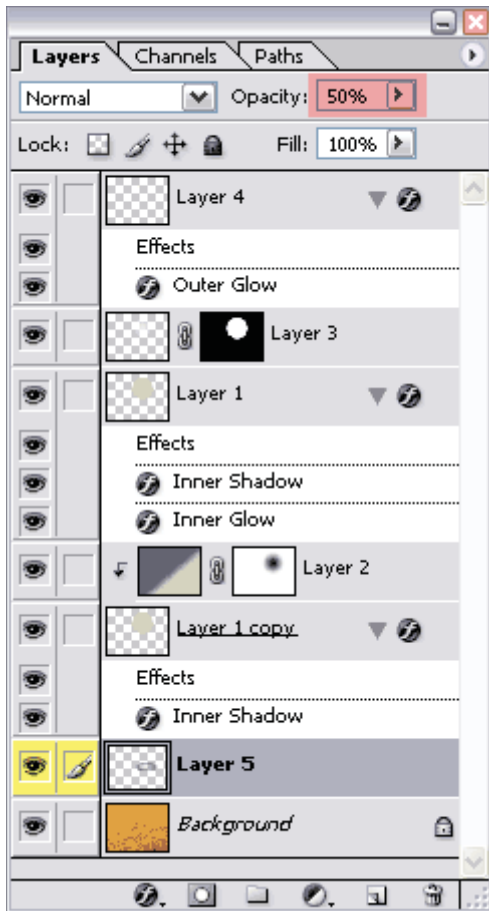 Layers Channels Paths
Normal Opacity: 50%
Lock: Fill: 100%
Layer 4
Effects
Outer Glow
Layer 3
Layer 1
Effects
Inner Shadow
Inner Glow
Layer 2
Layer 1 copy
Effects
Inner Shadow
Layer 5
Background